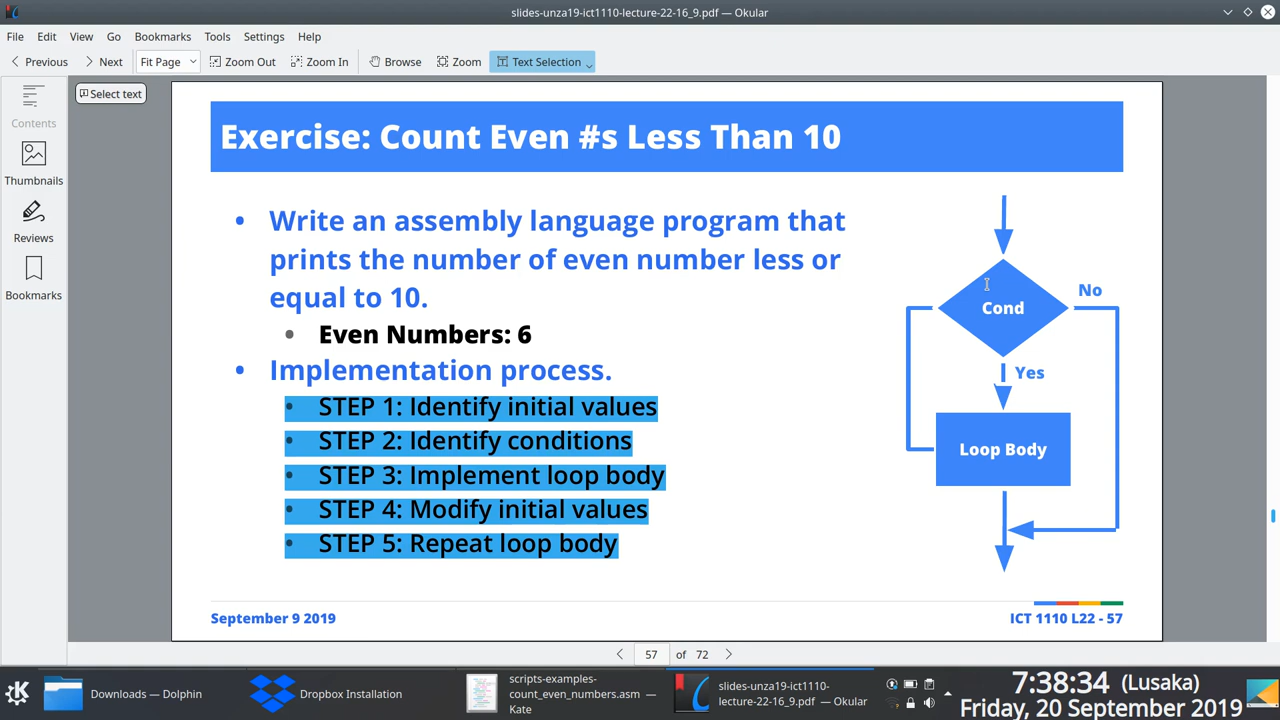 slides-unza19-ict1110-lecture-22-16_9.pdf — Okular
File Edit View Go Bookmarks Tools Settings Help
Previous Next Fit Page Zoom Out Zoom In Browse Zoom Text Selection
Contents
Thumbnails
Reviews
Bookmarks
Select text
Exercise: Count Even #s Less Than 10
• Write an assembly language program that
prints the number of even number less or
equal to 10.
• Even Numbers: 6
• Implementation process.
• STEP 1: Identify initial values
• STEP 2: Identify conditions
• STEP 3: Implement loop body
• STEP 4: Modify initial values
• STEP 5: Repeat loop body
Cond
No
Yes
Loop Body
September 9 2019
ICT 1110 L22 - 57
57 of 72
Downloads — Dolphin
Dropbox Installation
scripts-examples-
count_even_numbers.asm —
Kate
slides-unza19-ict1110-
lecture-22-16_9.pdf — Okular
7:38:34 (Lusaka)
Friday, 20 September 2019